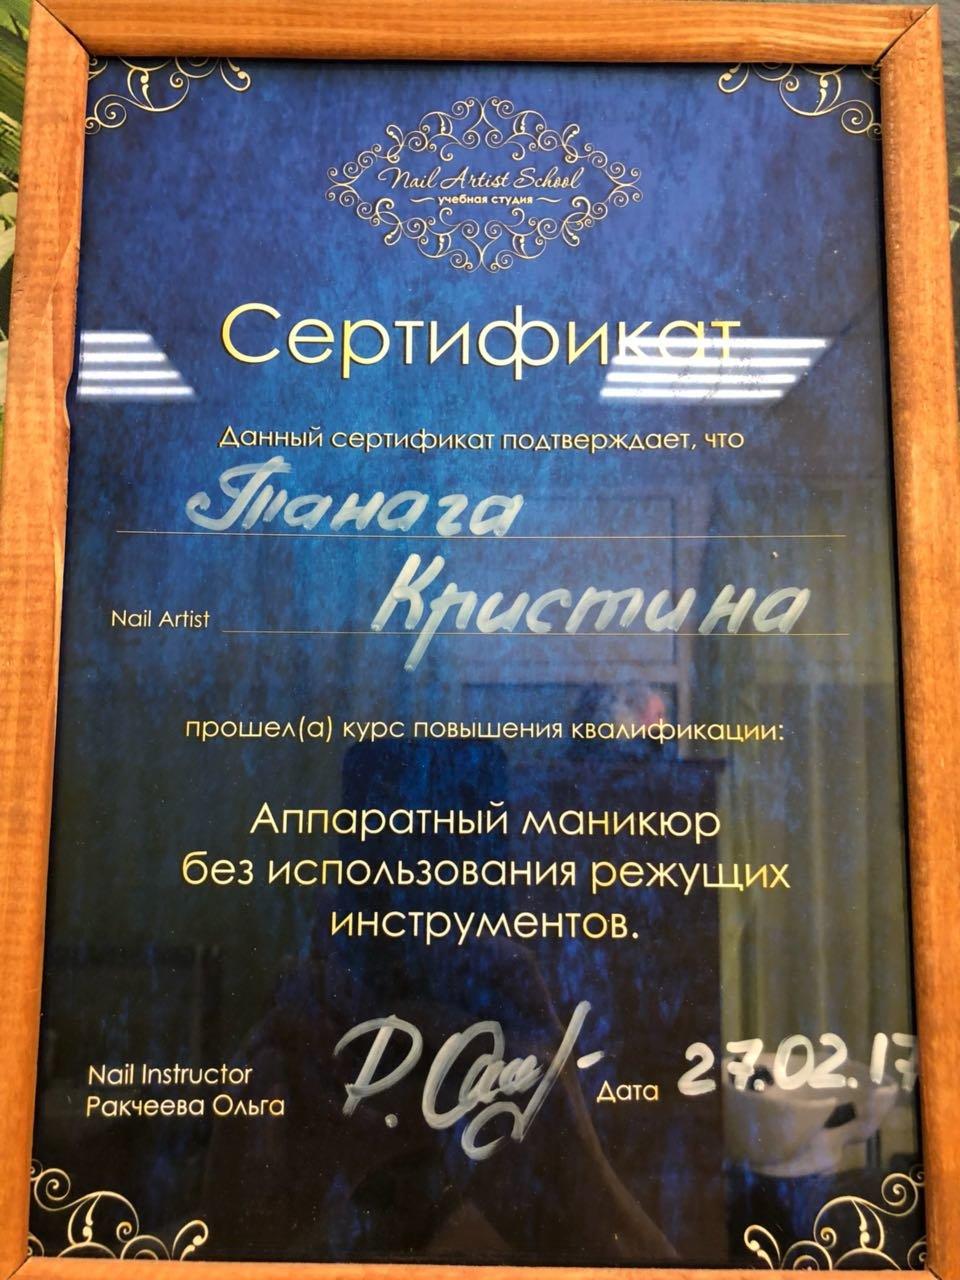 Nail Artist School
учебная студия
Сертификат
Данный сертификат подтверждает, что
Танага
Nail Artist Кристина
прошел(а) курс повышения квалификации:
Аппаратный маникюр
без использования режущих
инструментов.
Nail Instructor
Ракчеева Ольга
Дата 27.02.17